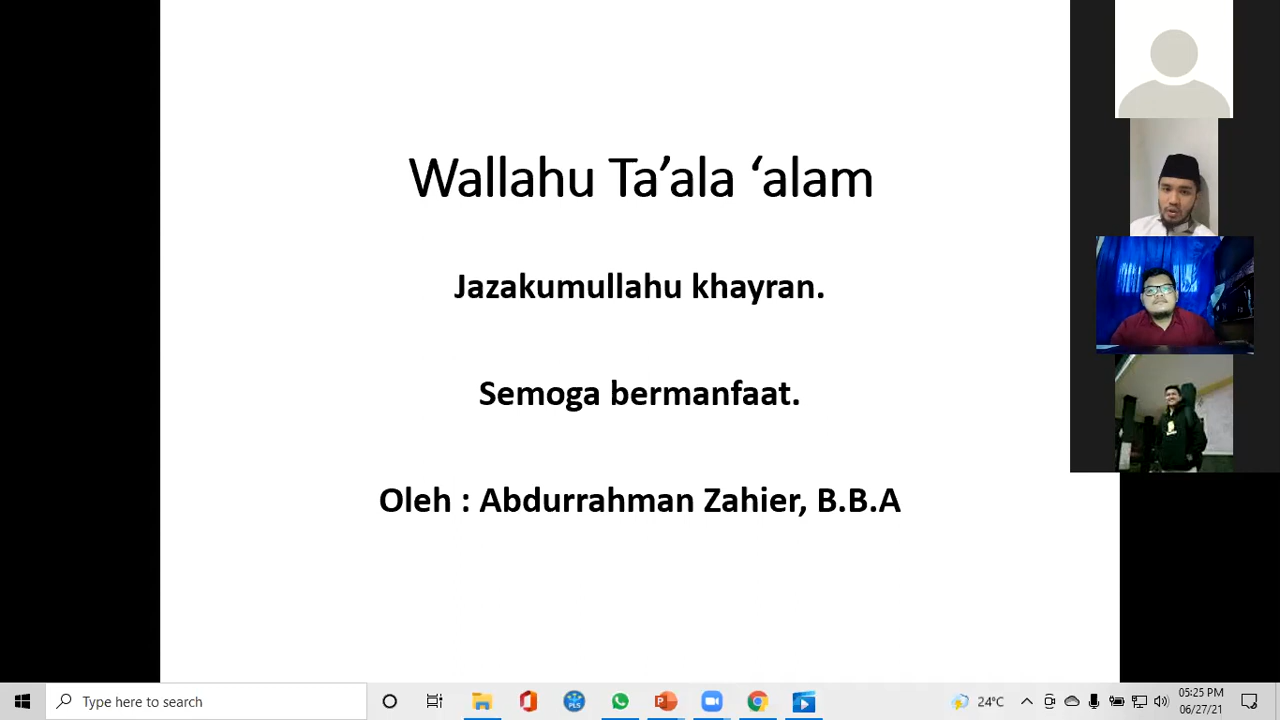 Wallahu Ta’ala ‘alam
Jazakumullahu khayran.
Semoga bermanfaat.
Oleh : Abdurrahman Zahier, B.B.A
Type here to search
PLS
24°C
05:25 PM
06/27/21